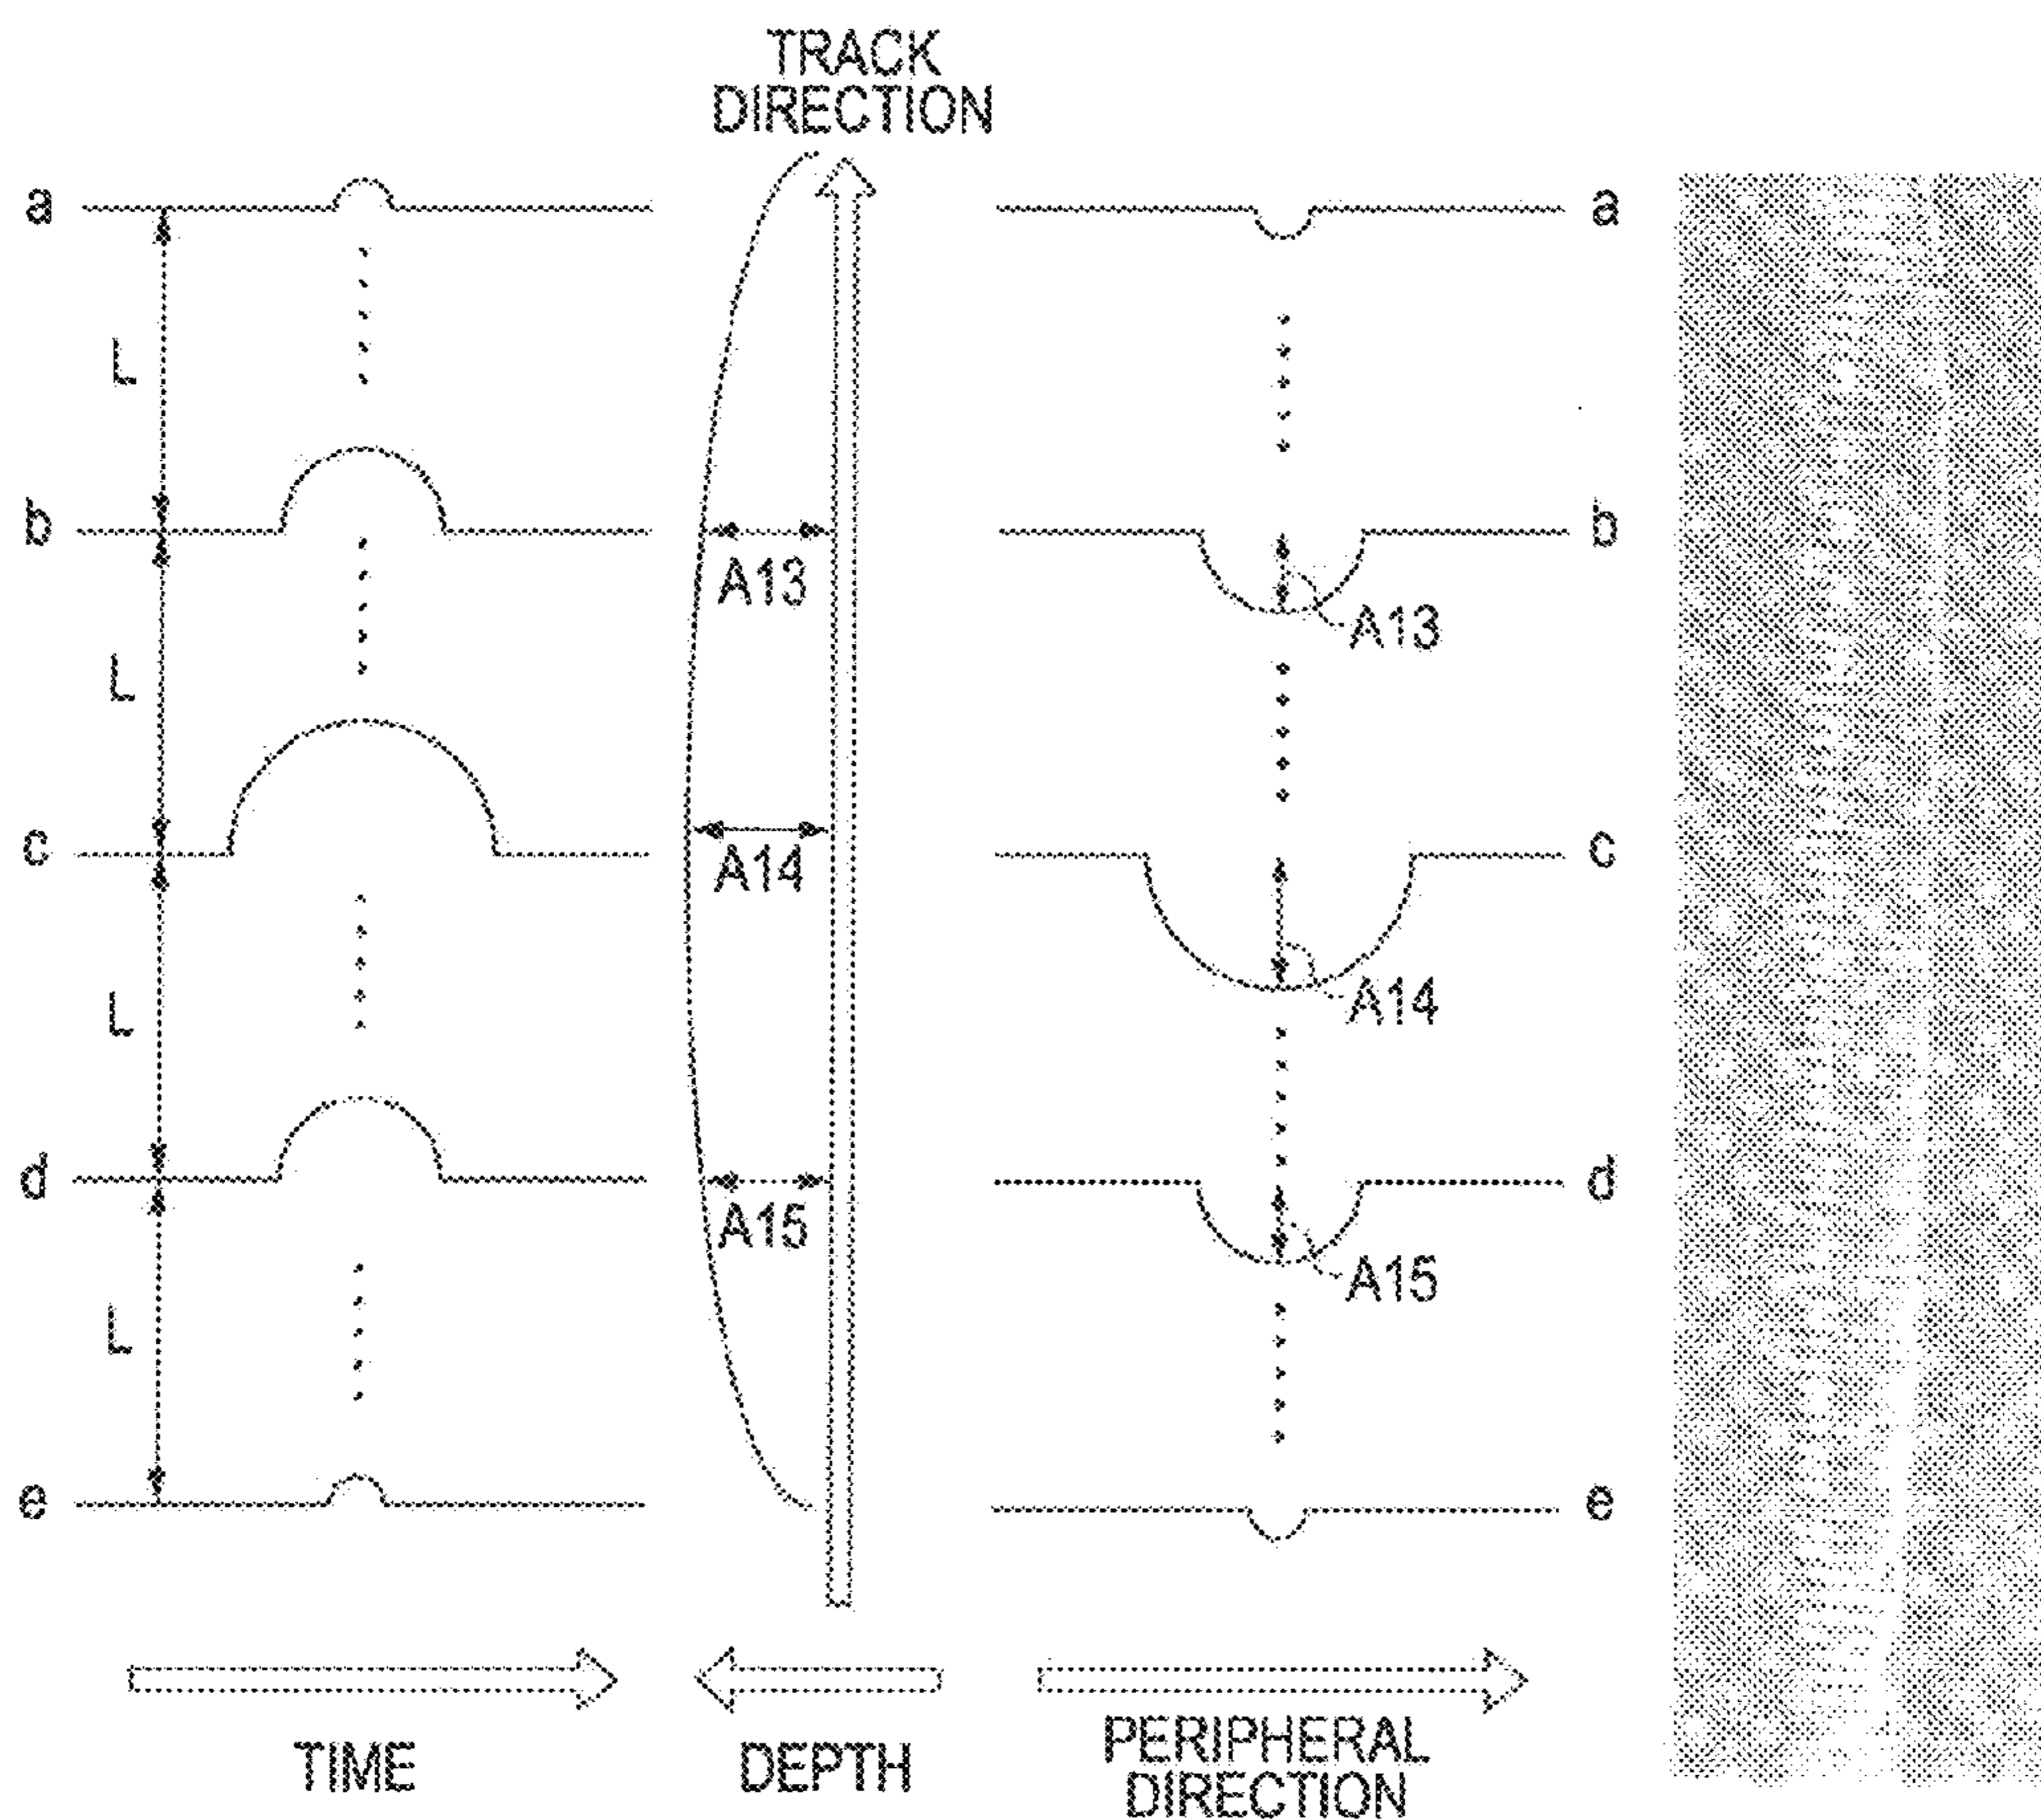 TRACK
DIRECTION
a
a
L
b
b
A13
A13
L
c
c
A14
A14
L
d
d
A15
A15
L
e
e
TIME
DEPTH
PERIPHERAL
DIRECTION